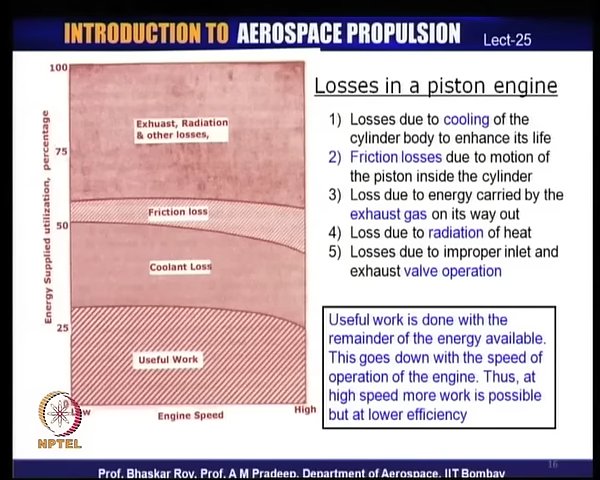 INTRODUCTION TO AEROSPACE PROPULSION
Lect-25
100
75
50
25
0
Energy Supplied utilization, percentage
Exhuast, Radiation
& other losses,
Friction loss
Coolant Loss
Useful Work
Low
Engine Speed
High
Losses in a piston engine
1) Losses due to cooling of the
cylinder body to enhance its life
2) Friction losses due to motion of
the piston inside the cylinder
3) Loss due to energy carried by the
exhaust gas on its way out
4) Loss due to radiation of heat
5) Losses due to improper inlet and
exhaust valve operation
Useful work is done with the
remainder of the energy available.
This goes down with the speed of
operation of the engine. Thus, at
high speed more work is possible
but at lower efficiency
NPTEL
16
Prof. Bhaskar Roy, Prof. A M Pradeep, Department of Aerospace, IIT Bombay